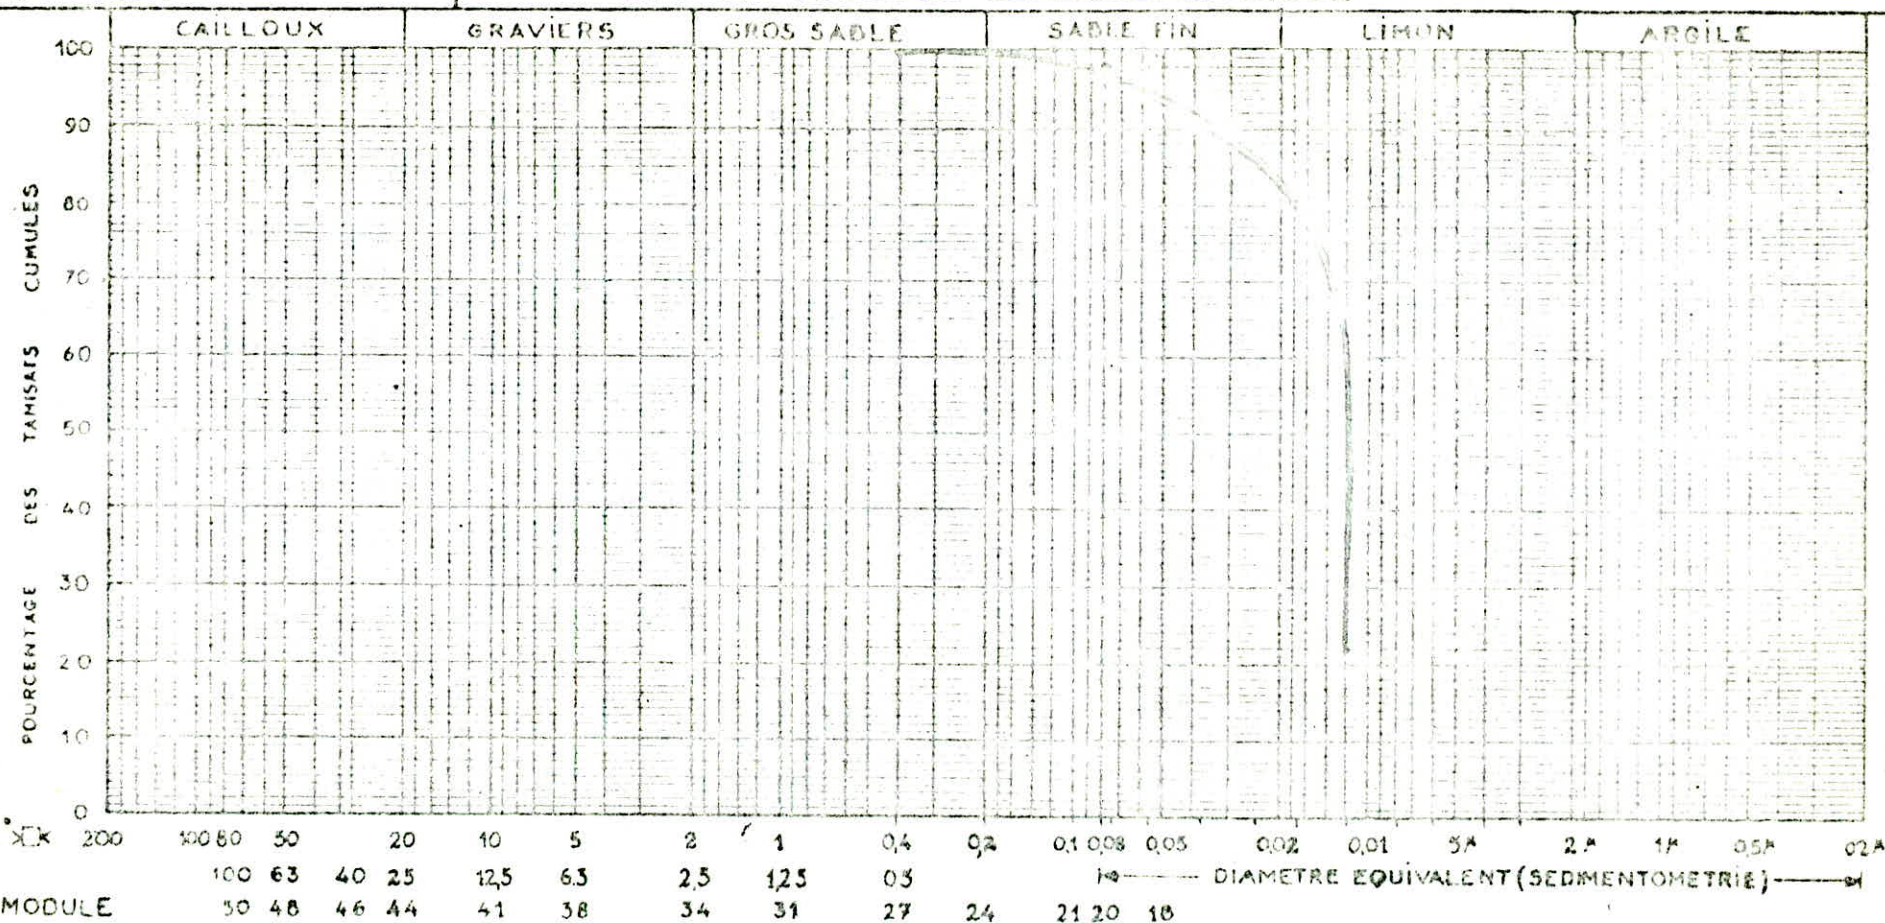 CAILLOUX GRAVIERS GROS SABLE SABLE FIN LIMON ARGILE
POURCENTAGE DES TAMISATS CUMULES
100
90
80
70
60
50
40
30
20
10
0
200 100 80 50 20 10 5 2 1 0,4 0,2 0,1 0,08 0,05 0,02 0,01 5µ 2µ 1µ 0,5µ 02µ
100 63 40 25 12,5 6.3 2,5 1,25 05 DIAMETRE EQUIVALENT (SEDIMENTOMETRIE)
MODULE 50 48 46 44 41 38 34 31 27 24 21 20 18